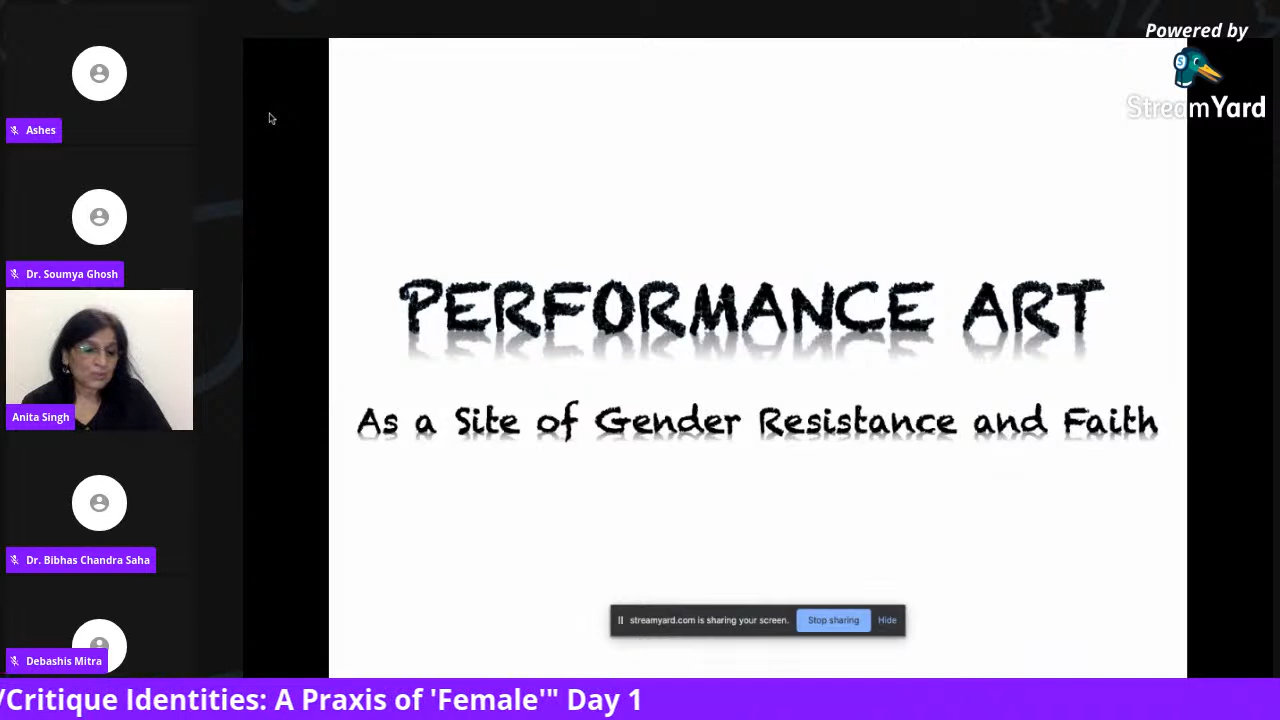 Powered by
StreamYard
Ashes
Dr. Soumya Ghosh
Anita Singh
Dr. Bibhas Chandra Saha
Debashis Mitra
PERFORMANCE ART
As a Site of Gender Resistance and Faith
streamyard.com is sharing your screen.
Stop sharing
Hide
/Critique Identities: A Praxis of 'Female'" Day 1